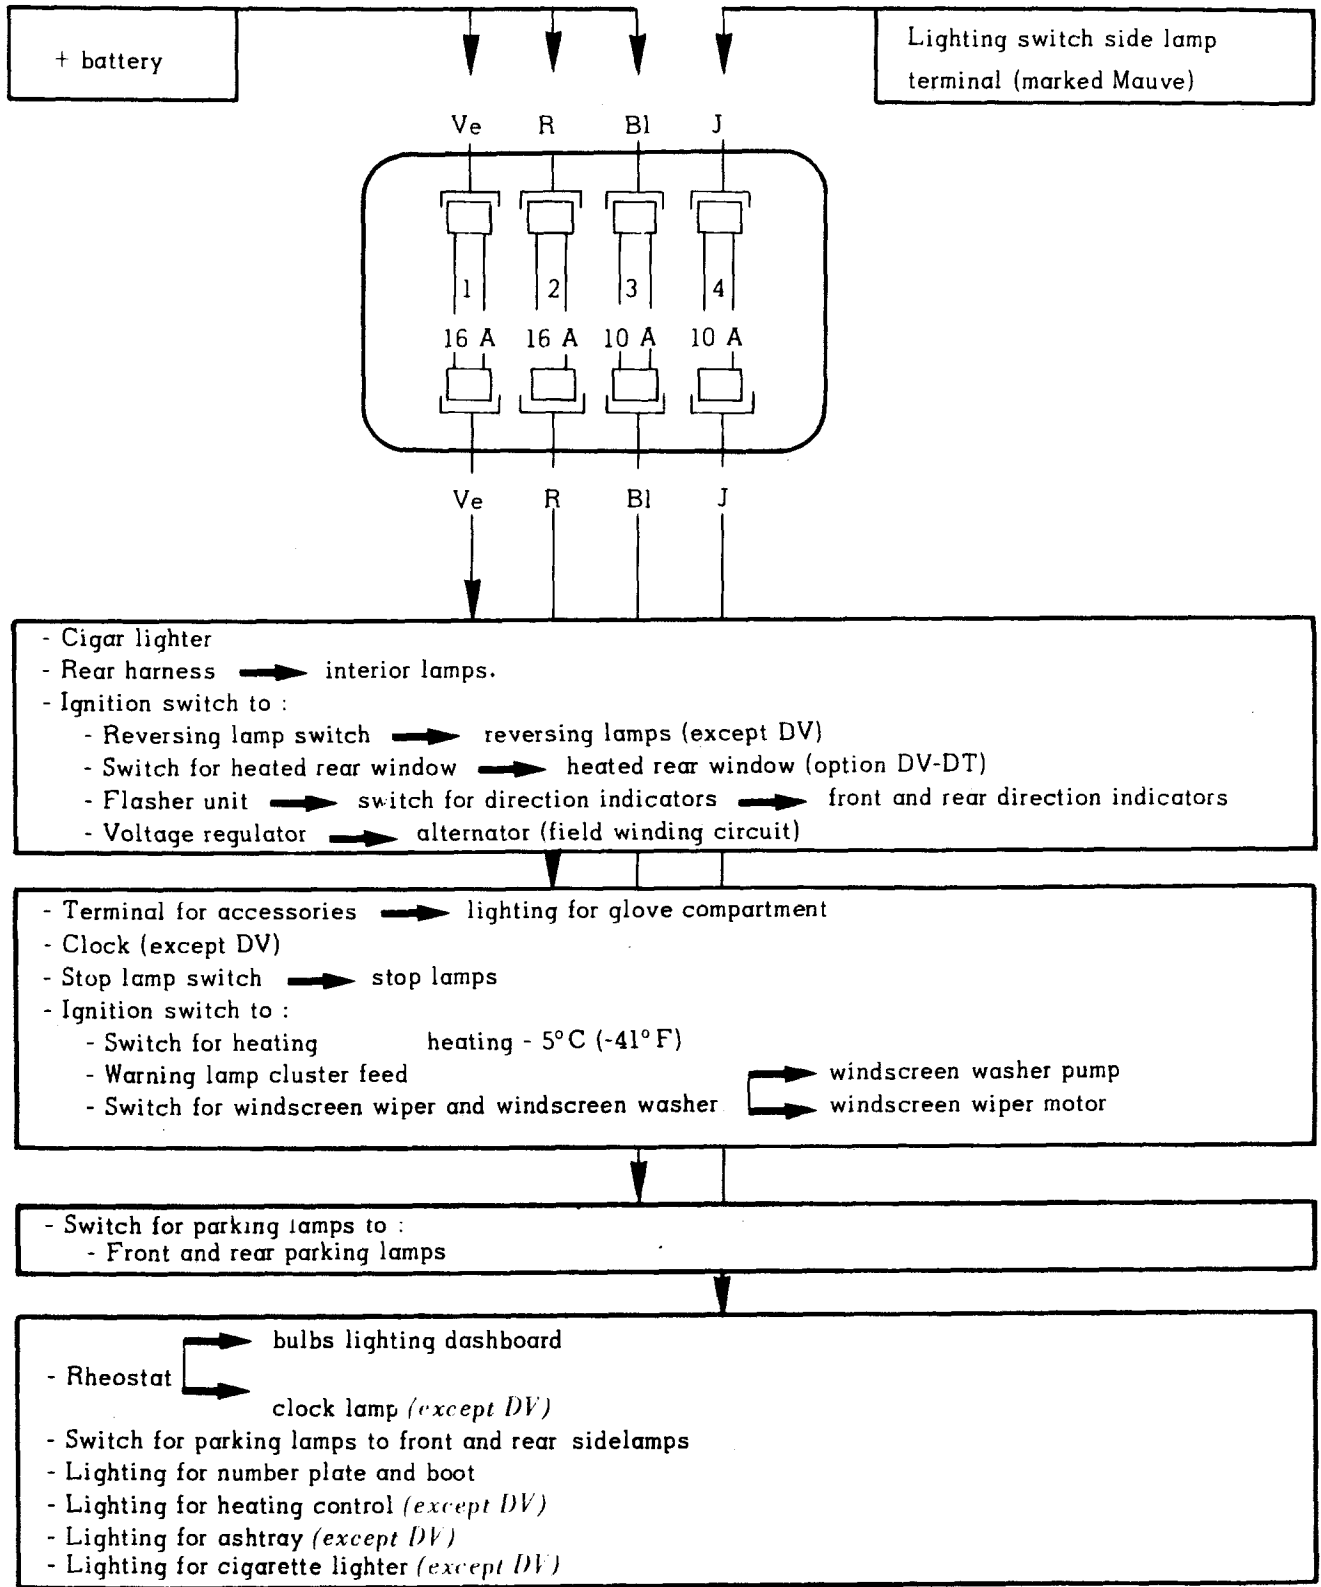 + battery
Lighting switch side lamp
terminal (marked Mauve)
Ve R Bl J
1 2 3 4
16 A 16 A 10 A 10 A
Ve R Bl J
- Cigar lighter
- Rear harness interior lamps.
- Ignition switch to :
- Reversing lamp switch reversing lamps (except DV)
- Switch for heated rear window heated rear window (option DV-DT)
- Flasher unit switch for direction indicators front and rear direction indicators
- Voltage regulator alternator (field winding circuit)
- Terminal for accessories lighting for glove compartment
- Clock (except DV)
- Stop lamp switch stop lamps
- Ignition switch to :
- Switch for heating heating - 5°C (-41°F)
- Warning lamp cluster feed
windscreen washer pump
- Switch for windscreen wiper and windscreen washer windscreen wiper motor
- Switch for parking lamps to :
- Front and rear parking lamps
bulbs lighting dashboard
- Rheostat
clock lamp (except DV)
- Switch for parking lamps to front and rear sidelamps
- Lighting for number plate and boot
- Lighting for heating control (except DV)
- Lighting for ashtray (except DV)
- Lighting for cigarette lighter (except DV)